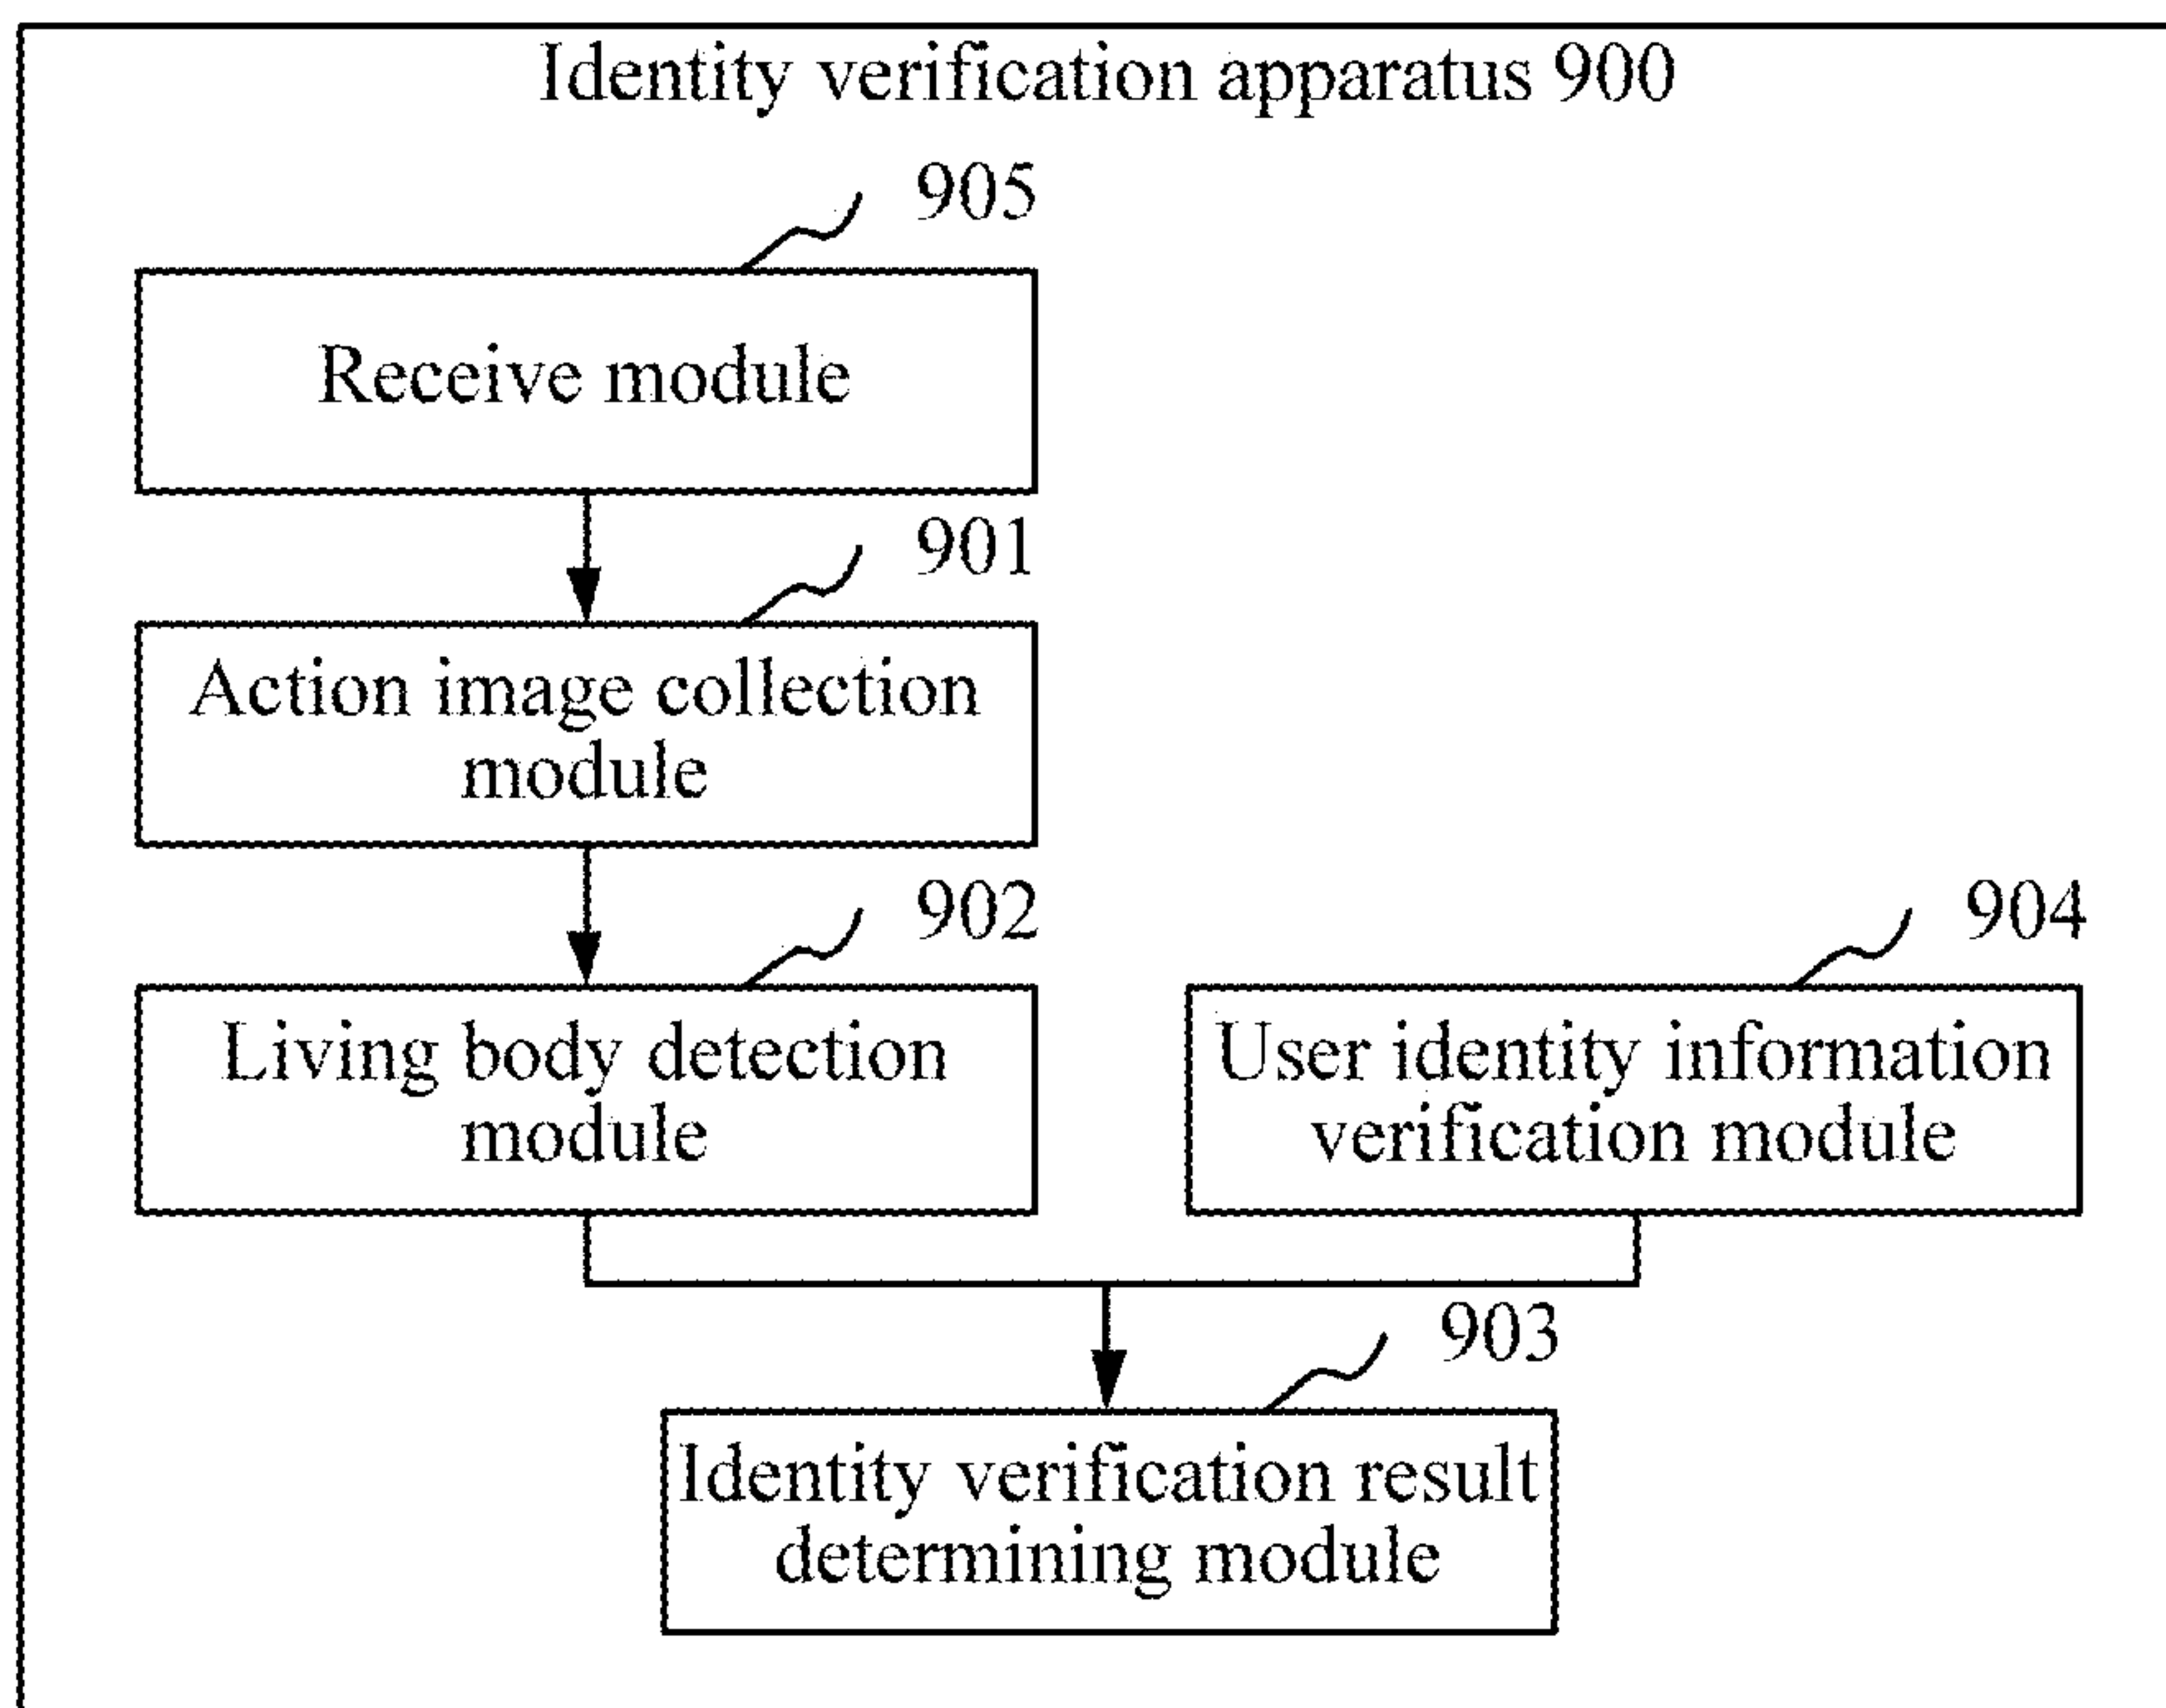 Identity verification apparatus 900
905
Receive module
901
Action image collection
module
902
Living body detection
module
904
User identity information
verification module
903
Identity verification result
determining module